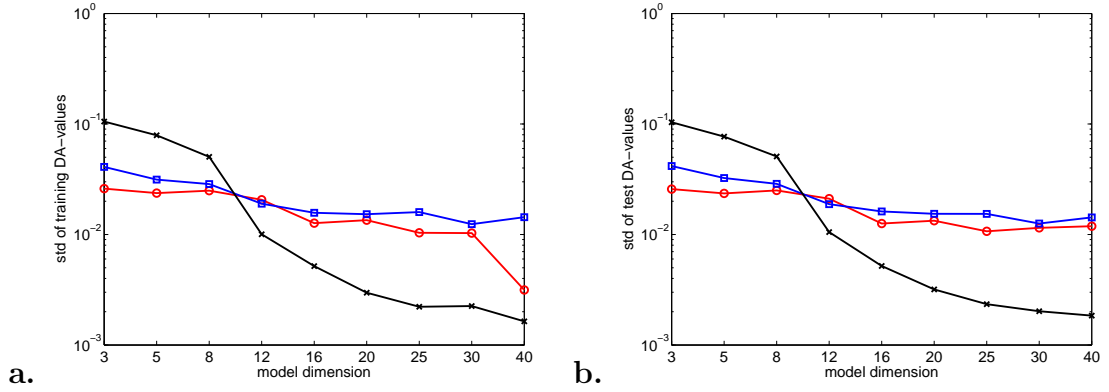 10^0
10^-1
10^-2
10^-3
std of training DA-values
3 5 8 12 16 20 25 30 40
model dimension
a.
10^0
10^-1
10^-2
10^-3
std of test DA-values
3 5 8 12 16 20 25 30 40
model dimension
b.